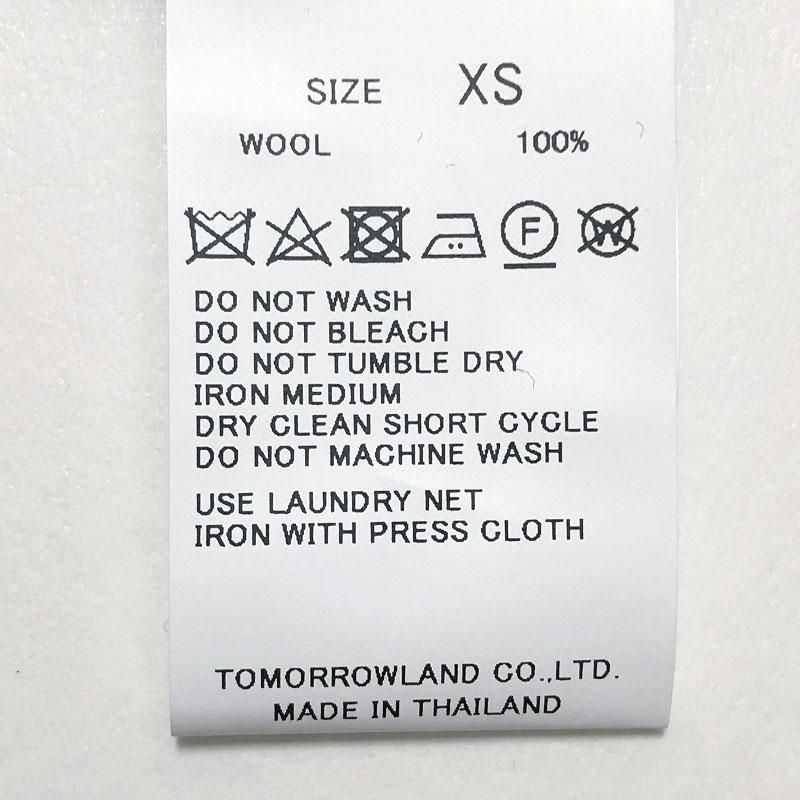 SIZE XS
WOOL 100%
F W
DO NOT WASH
DO NOT BLEACH
DO NOT TUMBLE DRY
IRON MEDIUM
DRY CLEAN SHORT CYCLE
DO NOT MACHINE WASH
USE LAUNDRY NET
IRON WITH PRESS CLOTH
TOMORROWLAND CO.,LTD.
MADE IN THAILAND